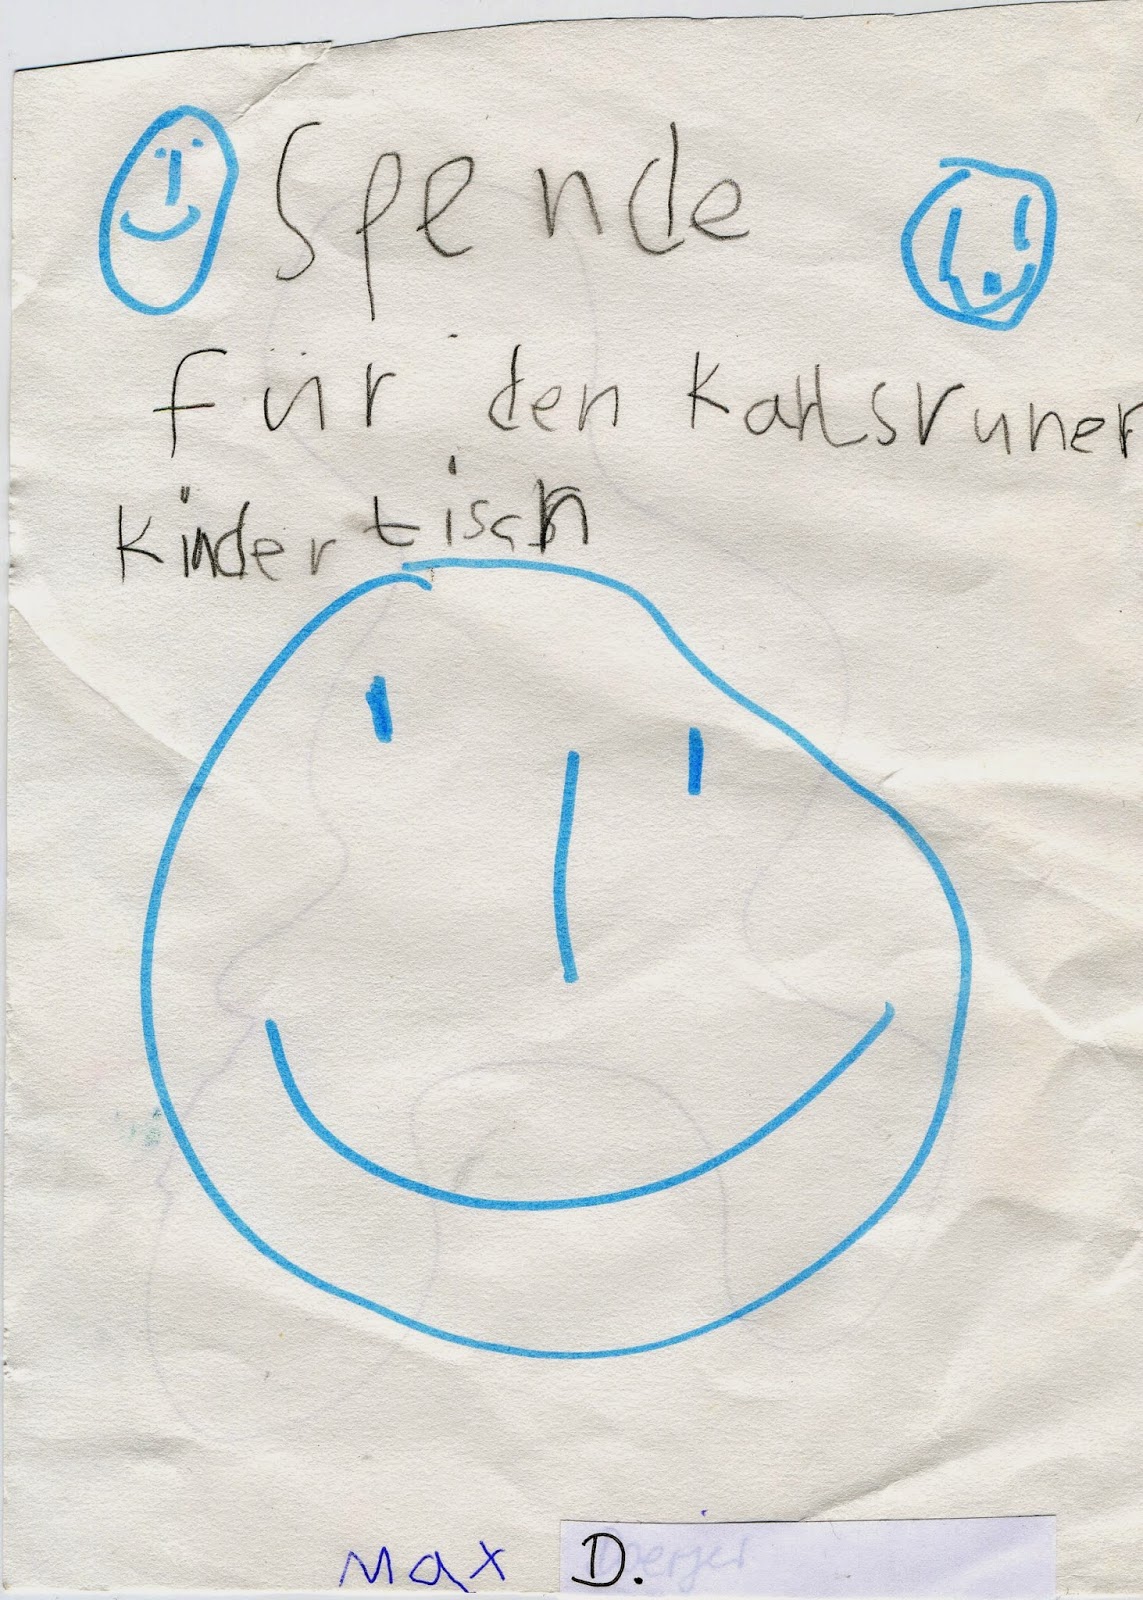 Spende
für den Karlsruner
Kindertisch
Max D.